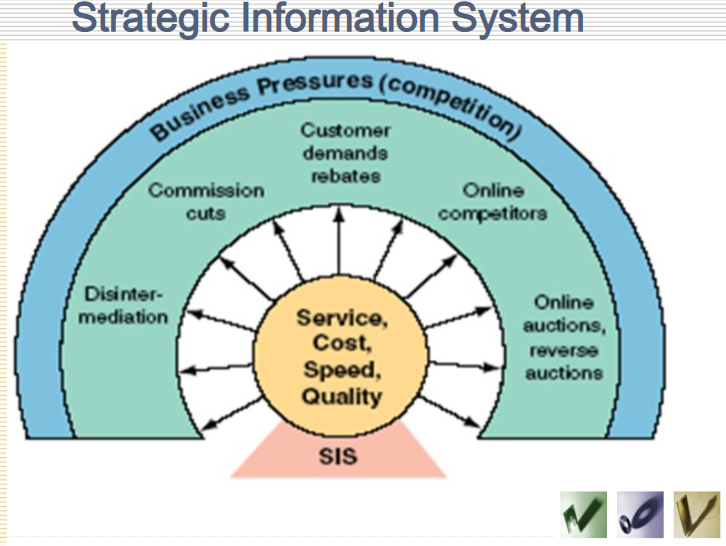 Strategic Information System
Business Pressures (competition)
Customer
demands
rebates
Commission
cuts
Online
competitors
Disinter-
mediation
Online
auctions,
reverse
auctions
Service,
Cost,
Speed,
Quality
SIS